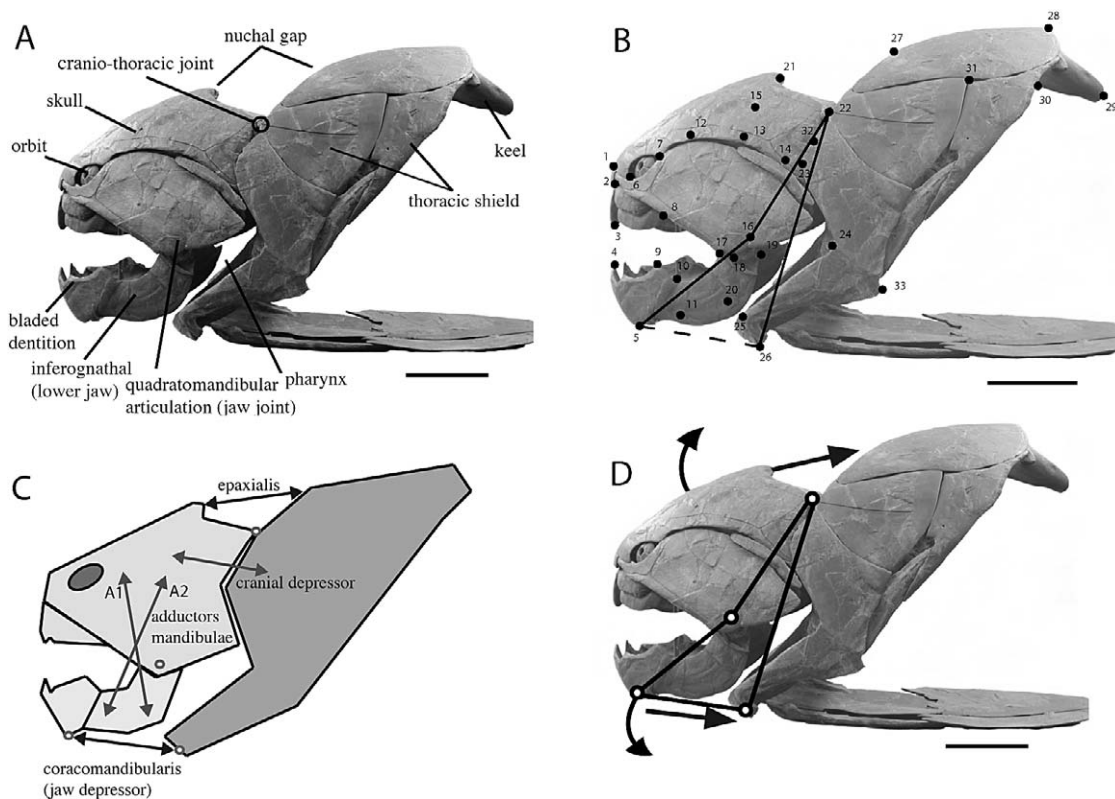 A
nuchal gap
cranio-thoracic joint
skull
orbit
keel
thoracic shield
bladed
dentition
inferognathal
(lower jaw)
quadratomandibular
articulation (jaw joint)
pharynx
B
28
27
21
31
30
29
15
22
12
13
32
7
14
23
1
2
6
8
3
16
24
17
19
4
9
18
10
33
20
11
25
5
26
C
epaxialis
cranial depressor
A1
A2
adductors
mandibulae
coracomandibularis
(jaw depressor)
D